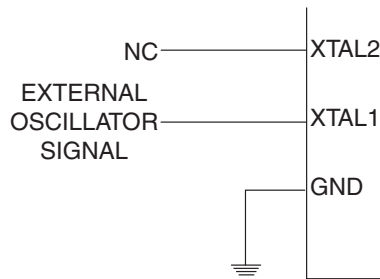 NC
XTAL2
EXTERNAL
OSCILLATOR
SIGNAL
XTAL1
GND